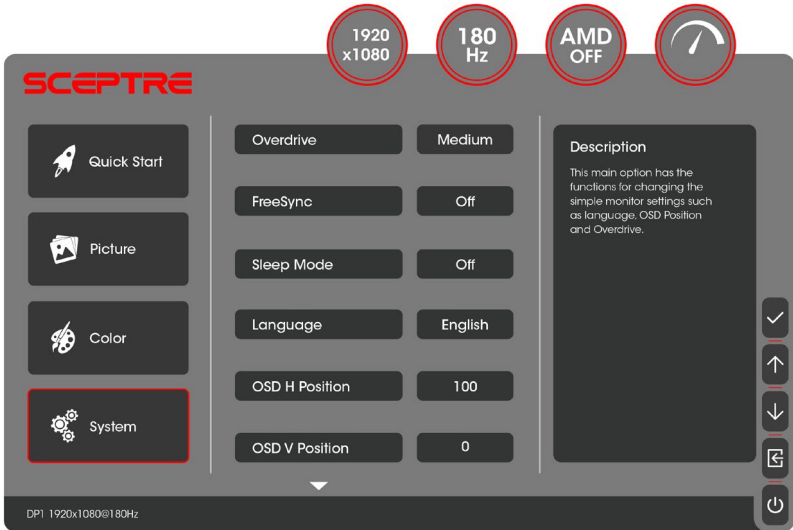 1920
x1080
180
Hz
AMD
OFF
SCEPTRE
Quick Start
Picture
Color
System
Overdrive Medium
FreeSync Off
Sleep Mode Off
Language English
OSD H Position 100
OSD V Position 0
Description
This main option has the
functions for changing the
simple monitor settings such
as language, OSD Position
and Overdrive.
DP1 1920x1080@180Hz